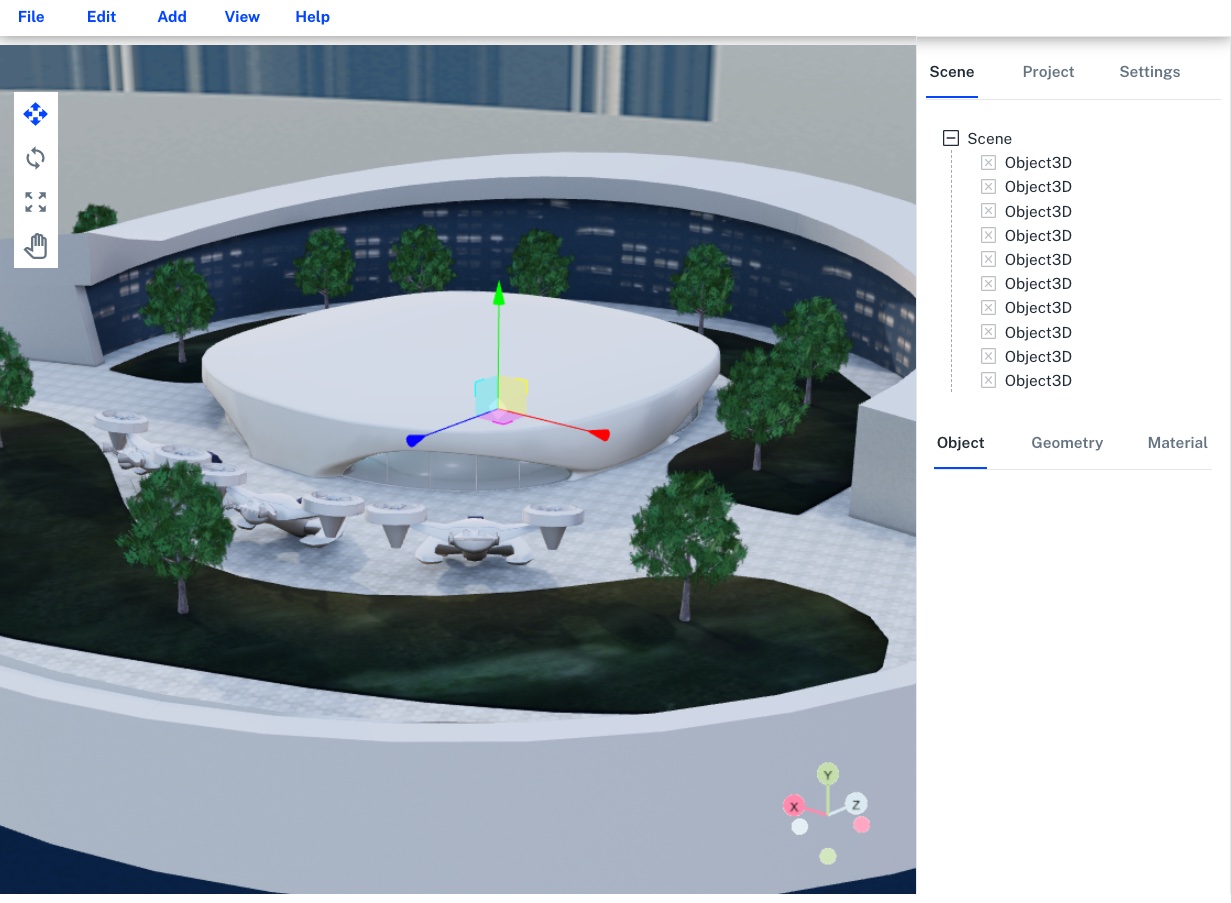 File Edit Add View Help
Scene Project Settings
Scene
Object3D
Object3D
Object3D
Object3D
Object3D
Object3D
Object3D
Object3D
Object3D
Object3D
Object Geometry Material
Y
X Z